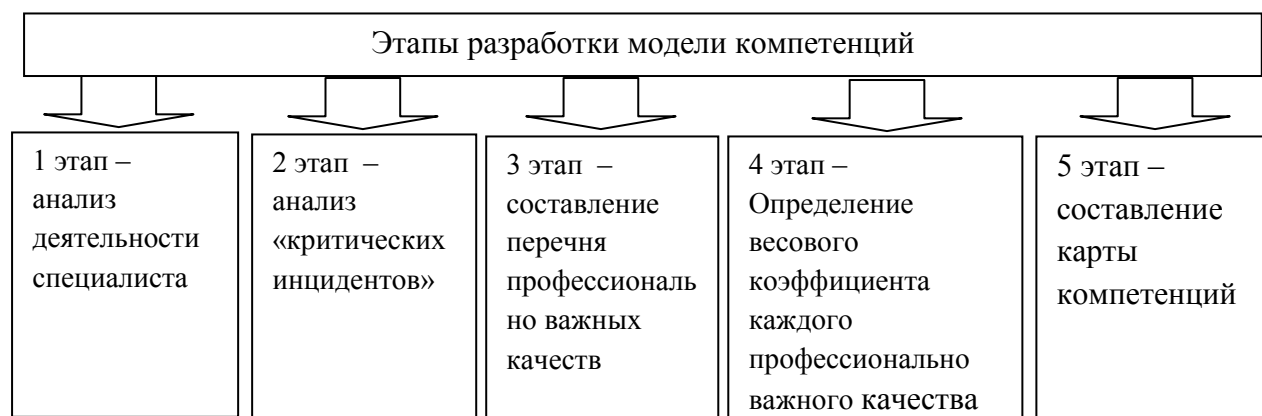 Этапы разработки модели компетенций
1 этап –
анализ
деятельности
специалиста
2 этап –
анализ
«критических
инцидентов»
3 этап –
составление
перечня
профессиональ
но важных
качеств
4 этап –
Определение
весового
коэффициента
каждого
профессионально
важного качества
5 этап –
составление
карты
компетенций